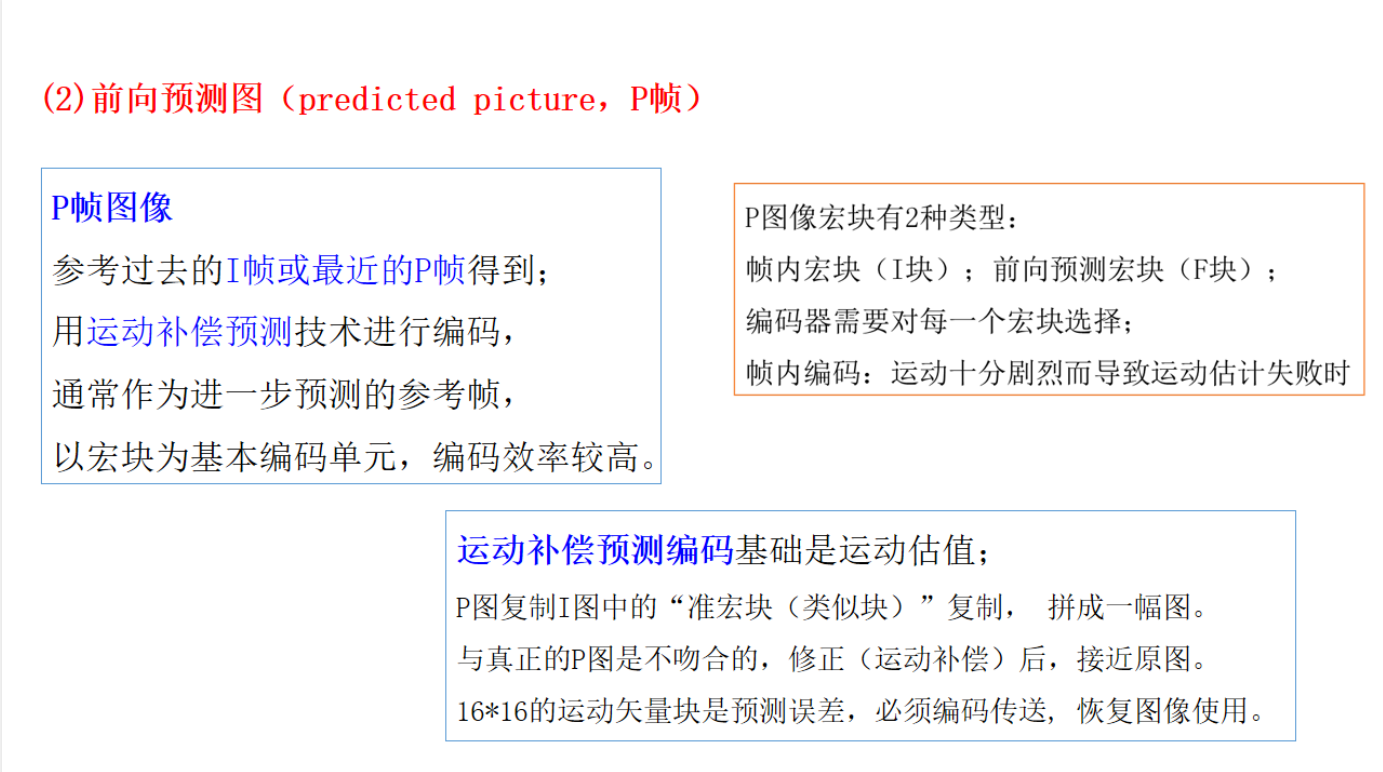 (2)前向预测图（predicted picture，P帧）
P帧图像
参考过去的I帧或最近的P帧得到；
用运动补偿预测技术进行编码，
通常作为进一步预测的参考帧，
以宏块为基本编码单元，编码效率较高。
P图像宏块有2种类型：
帧内宏块（I块）；前向预测宏块（F块）；
编码器需要对每一个宏块选择；
帧内编码：运动十分剧烈而导致运动估计失败时
运动补偿预测编码基础是运动估值；
P图复制I图中的“准宏块（类似块）”复制， 拼成一幅图。
与真正的P图是不吻合的，修正（运动补偿）后，接近原图。
16*16的运动矢量块是预测误差，必须编码传送, 恢复图像使用。